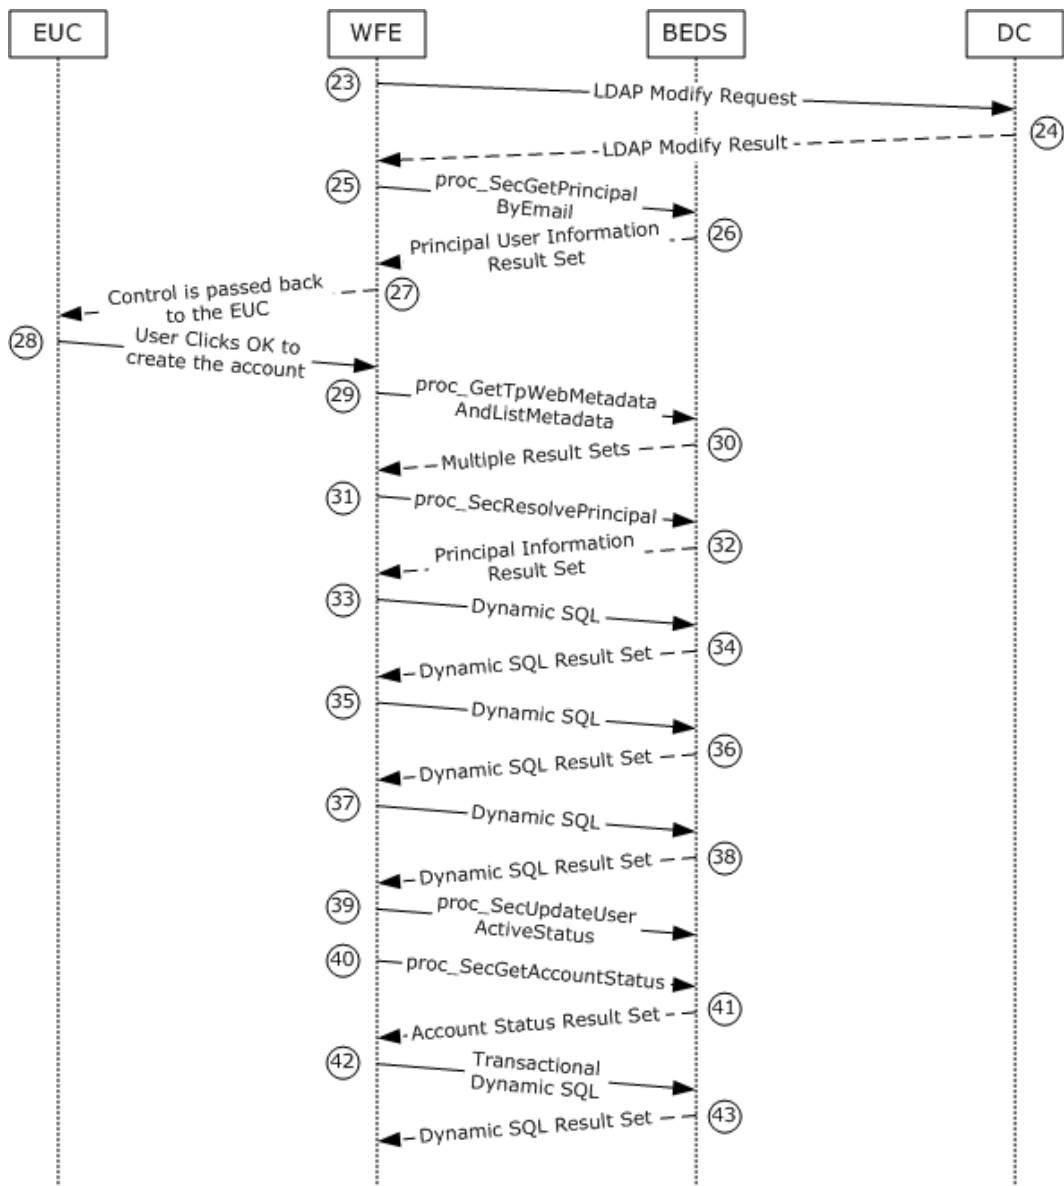 EUC
WFE
BEDS
DC
23
LDAP Modify Request
24
LDAP Modify Result
25
proc_SecGetPrincipal
ByEmail
26
Principal User Information
Result Set
27
Control is passed back
to the EUC
28
User Clicks OK to
create the account
29
proc_GetTpWebMetadata
AndListMetadata
30
Multiple Result Sets
31
proc_SecResolvePrincipal
32
Principal Information
Result Set
33
Dynamic SQL
34
Dynamic SQL Result Set
35
Dynamic SQL
36
Dynamic SQL Result Set
37
Dynamic SQL
38
Dynamic SQL Result Set
39
proc_SecUpdateUser
ActiveStatus
40
proc_SecGetAccountStatus
41
Account Status Result Set
42
Transactional
Dynamic SQL
43
Dynamic SQL Result Set